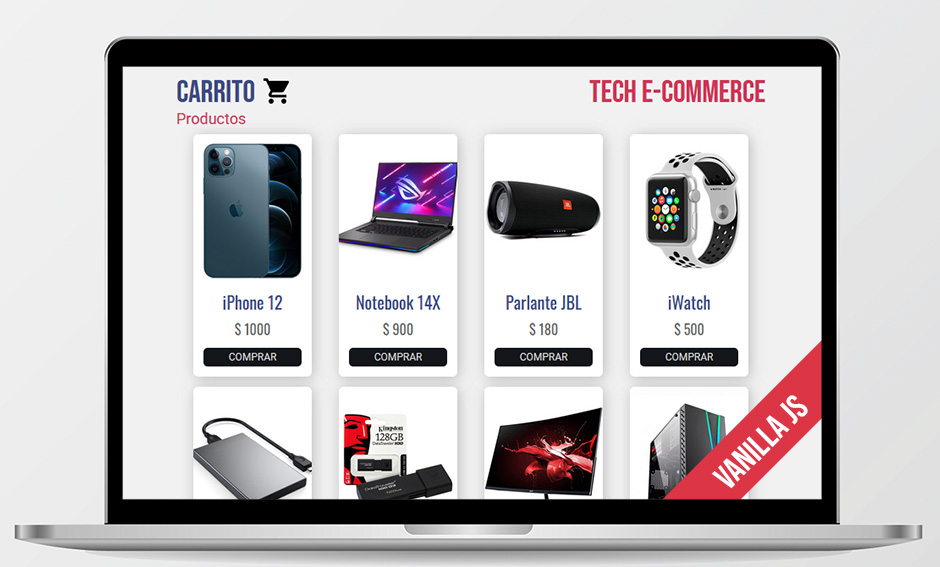 CARRITO
TECH E-COMMERCE
Productos
iPhone 12
Notebook 14X
Parlante JBL
iWatch
$ 1000
$ 900
$ 180
$ 500
COMPRAR
COMPRAR
COMPRAR
COMPRAR
JBL
Kingston
128GB
VANILLA JS